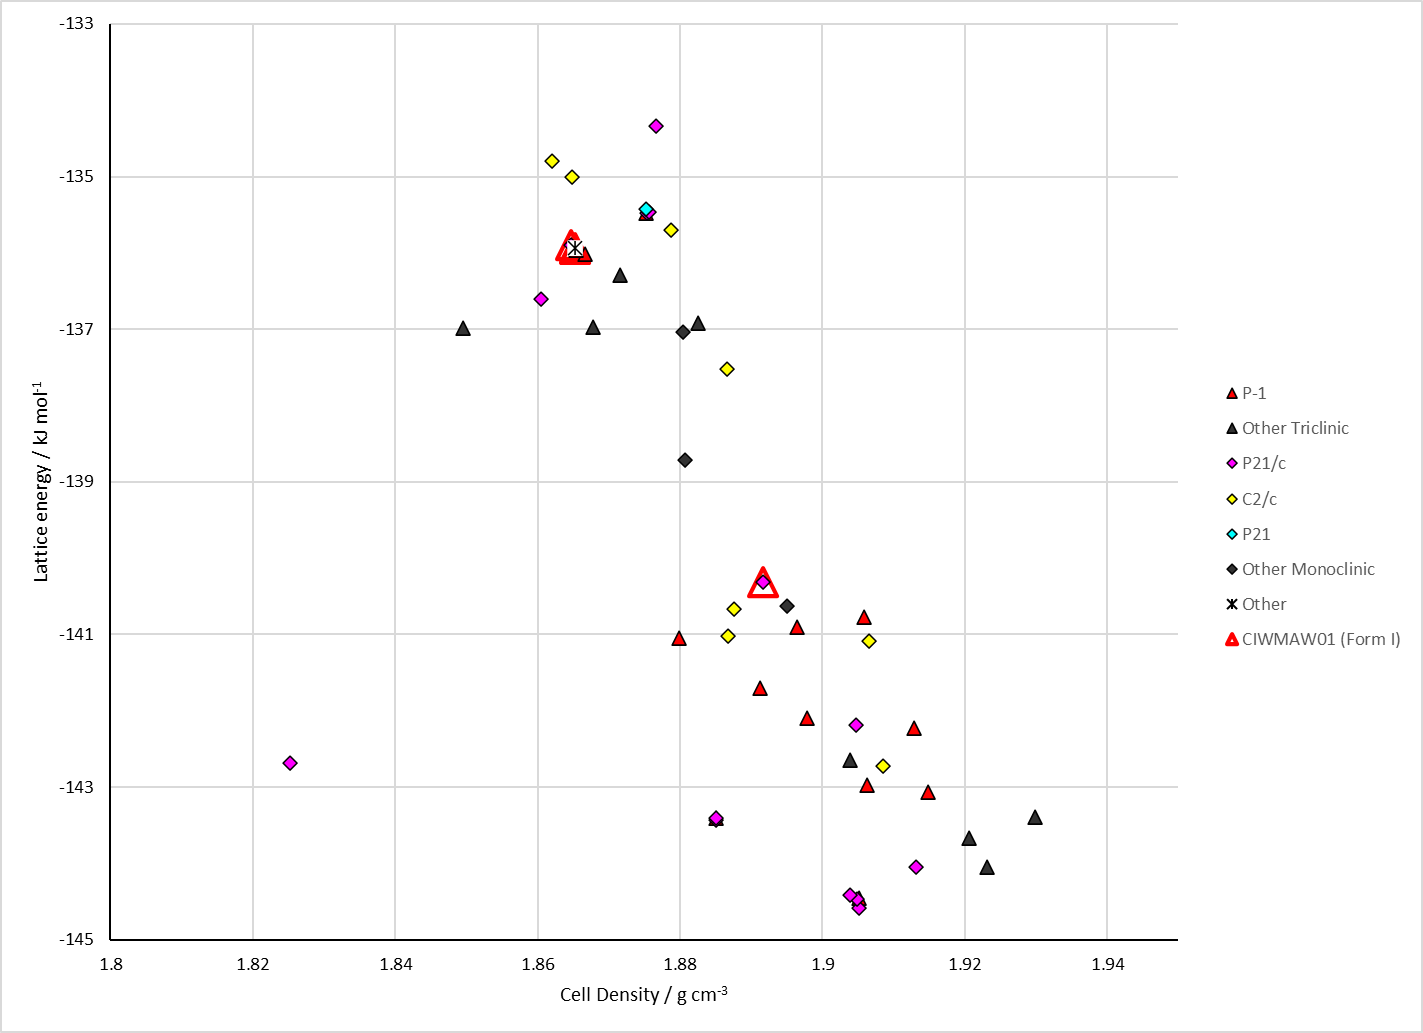 -133
-135
-137
-139
-141
-143
-145
Lattice energy / kJ mol⁻¹
1.8 1.82 1.84 1.86 1.88 1.9 1.92 1.94
Cell Density / g cm⁻³
P-1
Other Triclinic
P21/c
C2/c
P21
Other Monoclinic
Other
CIWMAW01 (Form I)